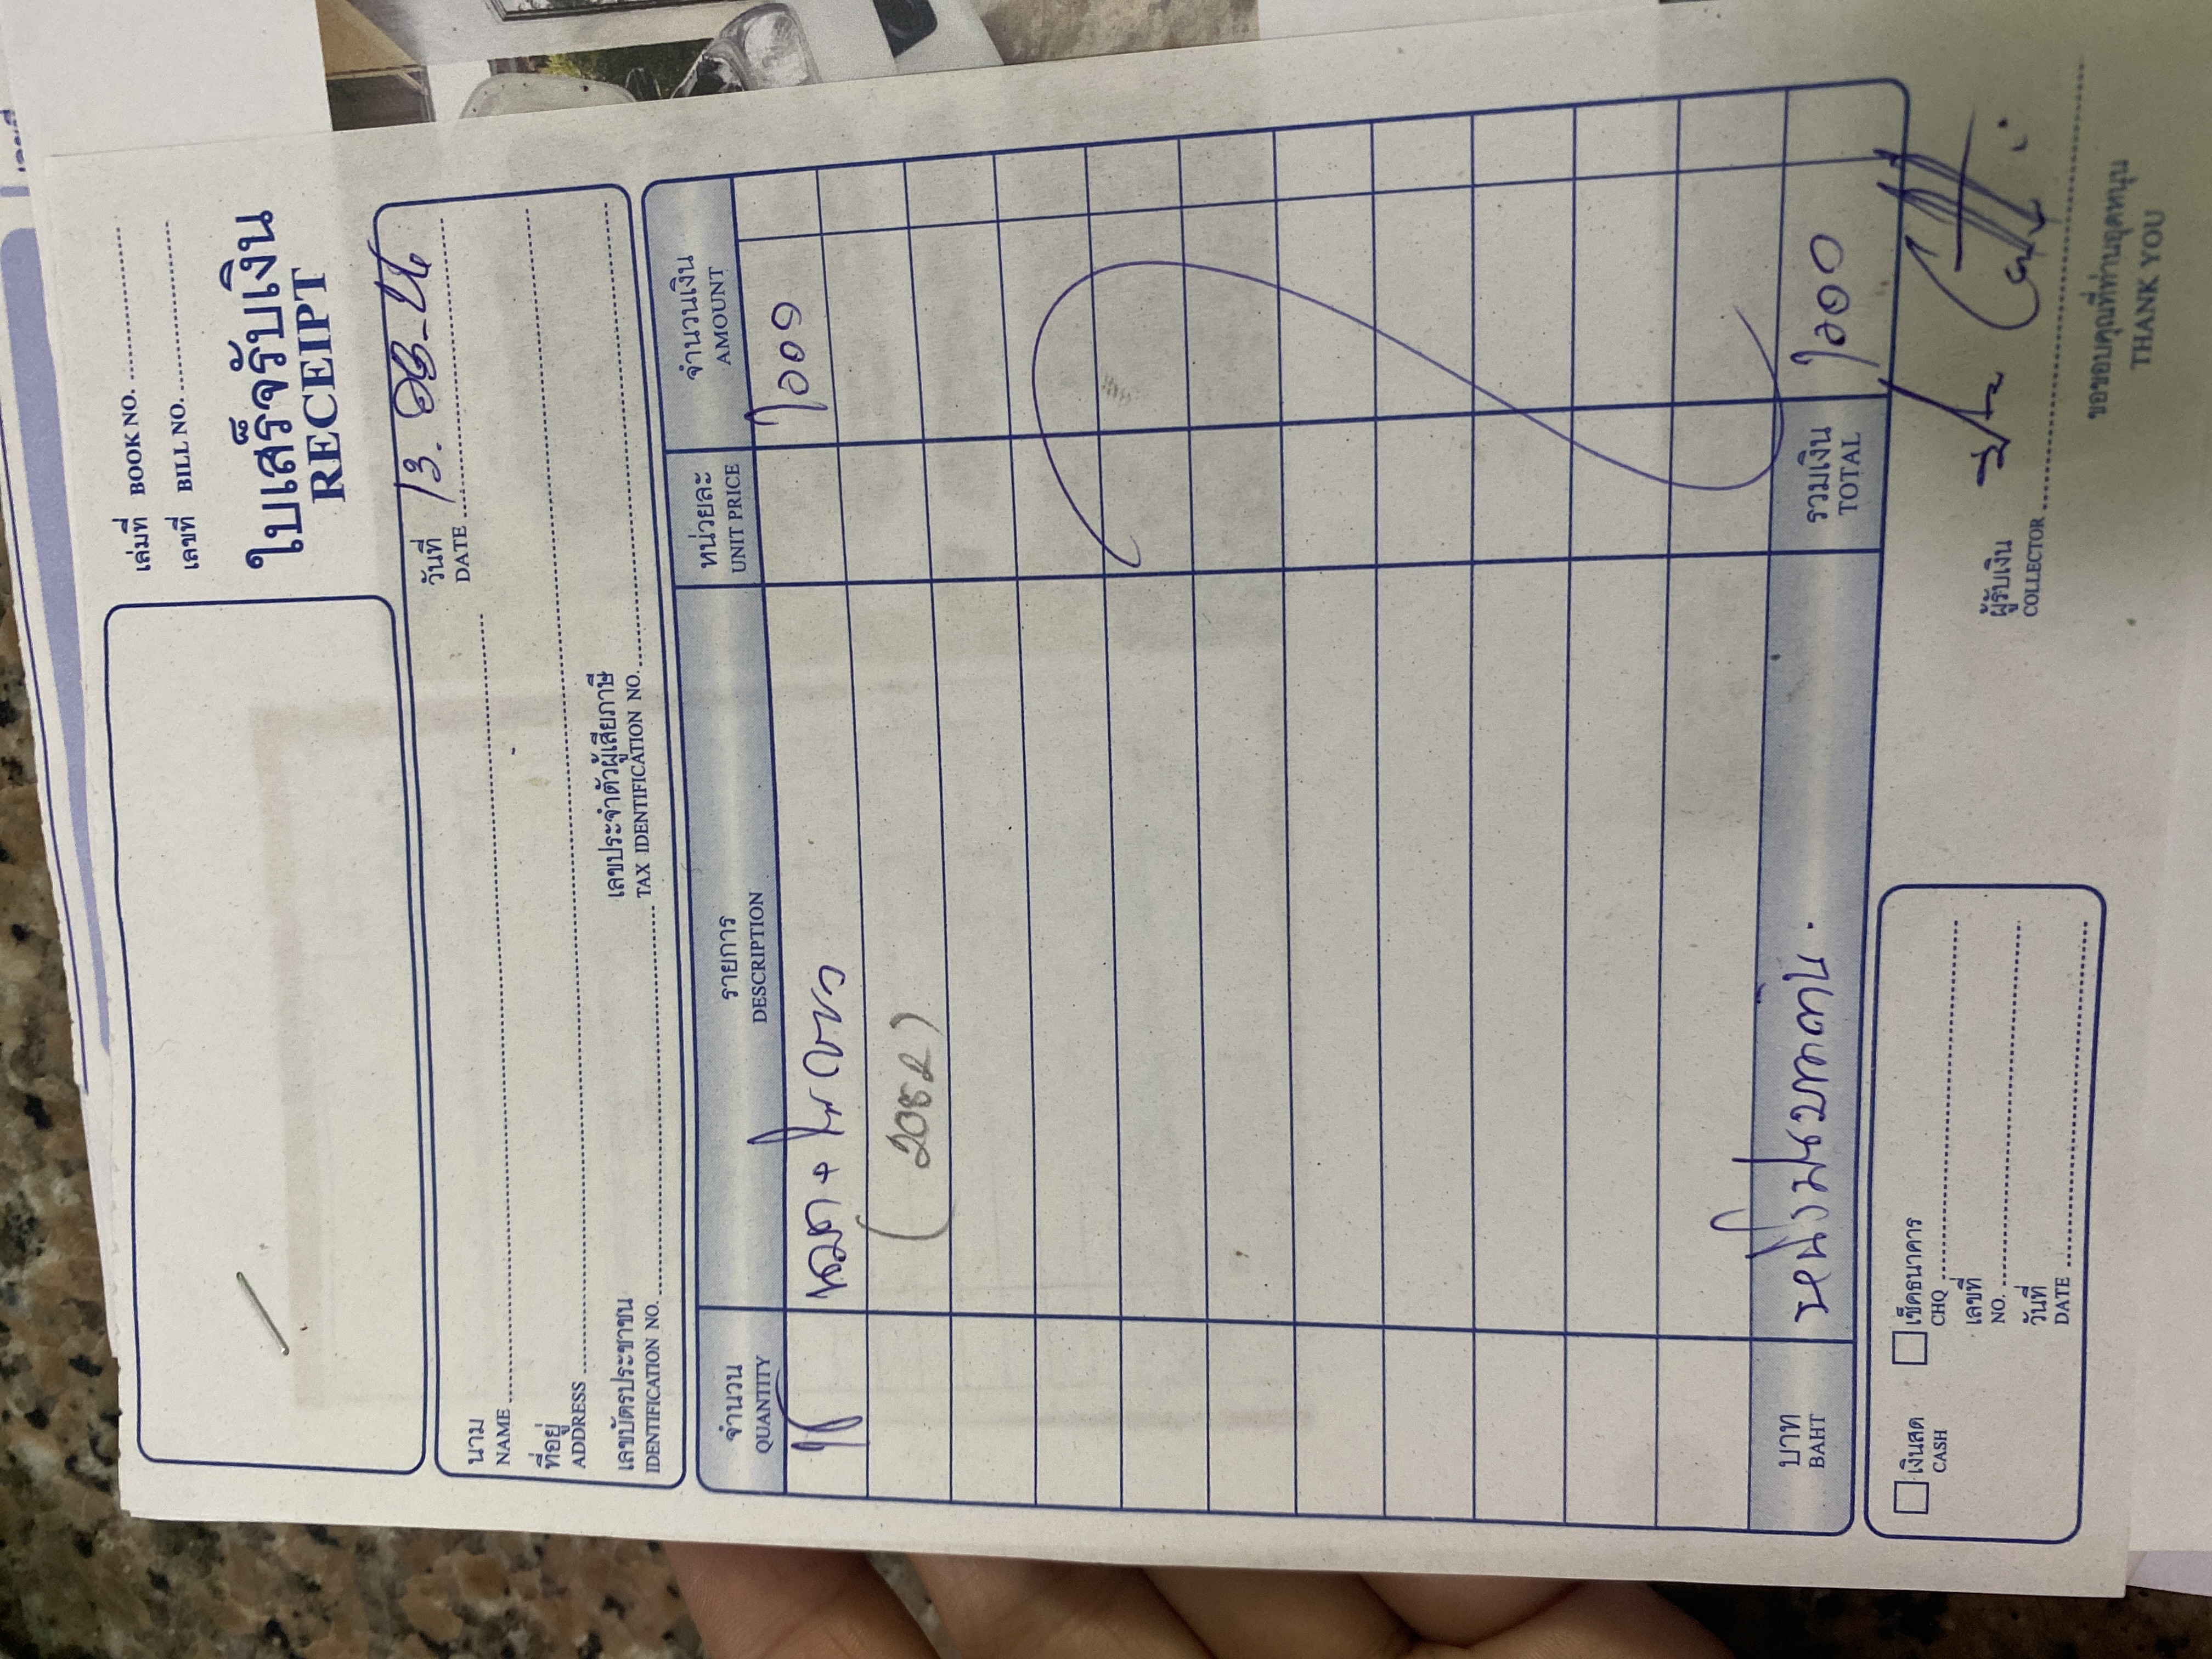 เล่มที่ BOOK NO.
เลขที่ BILL NO.
ใบเสร็จรับเงิน
RECEIPT
วันที่ 13.
DATE
นาม
NAME
ที่อยู่
ADDRESS
เลขบัตรประชาชน เลขประจำตัวผู้เสียภาษี
IDENTIFICATION NO. TAX IDENTIFICATION NO.
จำนวน รายการ หน่วยละ จำนวนเงิน
QUANTITY DESCRIPTION UNIT PRICE AMOUNT
หมวก + 1000
(2082)
บาท หนึ่งพันบาทถ้วน. รวมเงิน 1000
BAHT TOTAL
เงินสด เช็คธนาคาร
CASH CHQ
เลขที่
NO.
วันที่
DATE
ผู้รับเงิน
COLLECTOR
ขอขอบคุณที่ท่านอุดหนุน
THANK YOU